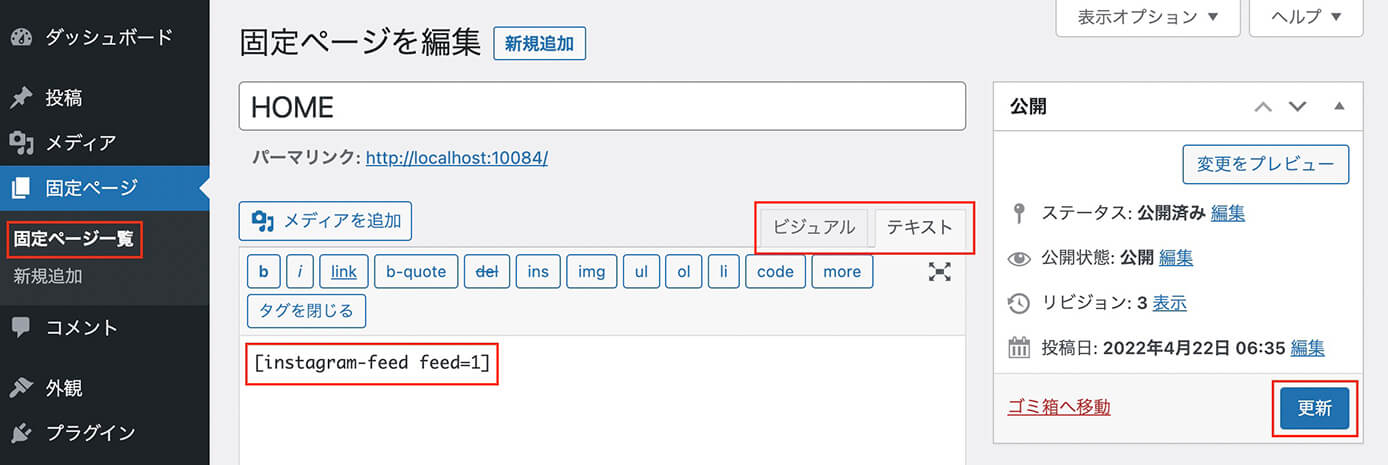 ダッシュボード
投稿
メディア
固定ページ
固定ページ一覧
新規追加
コメント
外観
プラグイン
表示オプション ▼
ヘルプ ▼
固定ページを編集 新規追加
HOME
パーマリンク: http://localhost:10084/
メディアを追加
ビジュアル テキスト
b i link b-quote del ins img ul ol li code more
タグを閉じる
[instagram-feed feed=1]
公開
変更をプレビュー
ステータス: 公開済み 編集
公開状態: 公開 編集
リビジョン: 3 表示
投稿日: 2022年4月22日 06:35 編集
ゴミ箱へ移動 更新